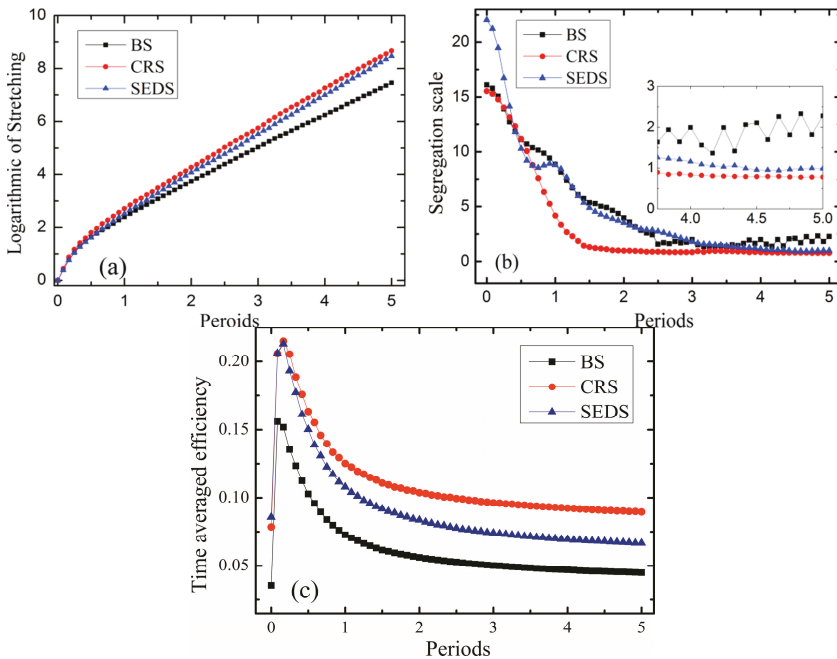 10
8
6
4
2
0
Logarithmic of Stretching
BS
CRS
SEDS
(a)
0 1 2 3 4 5
Peroids
20
15
10
5
0
Segregation scale
BS
CRS
SEDS
3
2
1
0
4.0 4.5 5.0
(b)
0 1 2 3 4 5
Periods
0.20
0.15
0.10
0.05
Time averaged efficiency
BS
CRS
SEDS
(c)
0 1 2 3 4 5
Periods